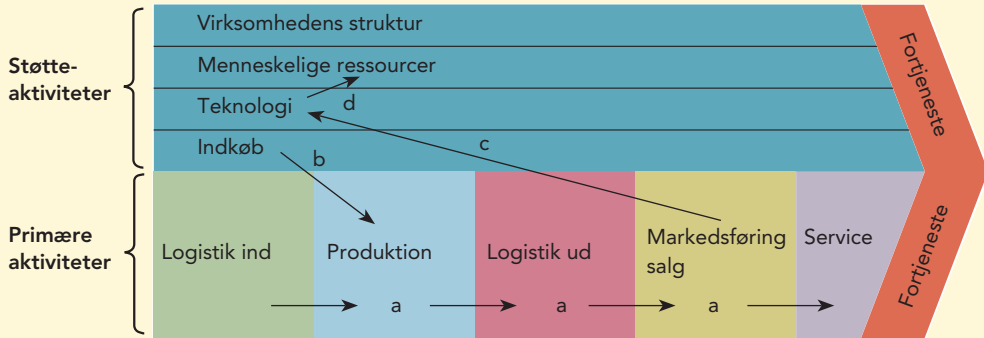 Støtte-
aktiviteter
Virksomhedens struktur
Menneskelige ressourcer
d
Teknologi
c
Indkøb
b
Fortjeneste
Primære
aktiviteter
Logistik ind
Produktion
Logistik ud
Markedsføring
salg
Service
a
a
a
Fortjeneste